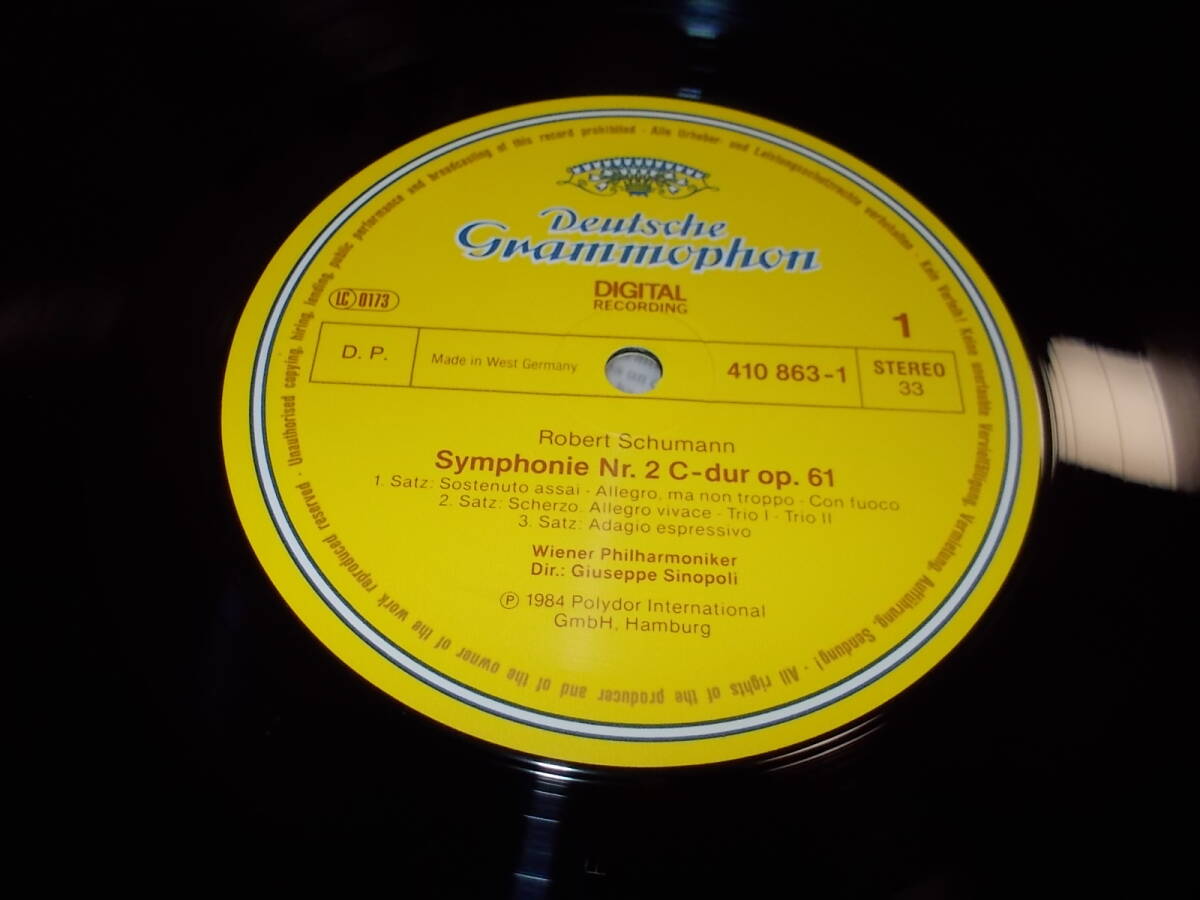 Deutsche
Grammophon
DIGITAL
RECORDING
LC 0173
1
D. P.
Made in West Germany
410 863-1
STEREO
33
Robert Schumann
Symphonie Nr. 2 C-dur op. 61
1. Satz: Sostenuto assai · Allegro, ma non troppo · Con fuoco
2. Satz: Scherzo. Allegro vivace · Trio I · Trio II
3. Satz: Adagio espressivo
Wiener Philharmoniker
Dir.: Giuseppe Sinopoli
℗ 1984 Polydor International
GmbH, Hamburg
Alle Urheber- und Leistungsschutzrechte vorbehalten · Kein Verleih! Keine unerlaubte Vervielfältigung, Vermietung, Aufführung, Sendung! · All rights of the producer and of the owner of the work reproduced reserved · Unauthorised copying, hiring, lending, public performance and broadcasting of this record prohibited ·